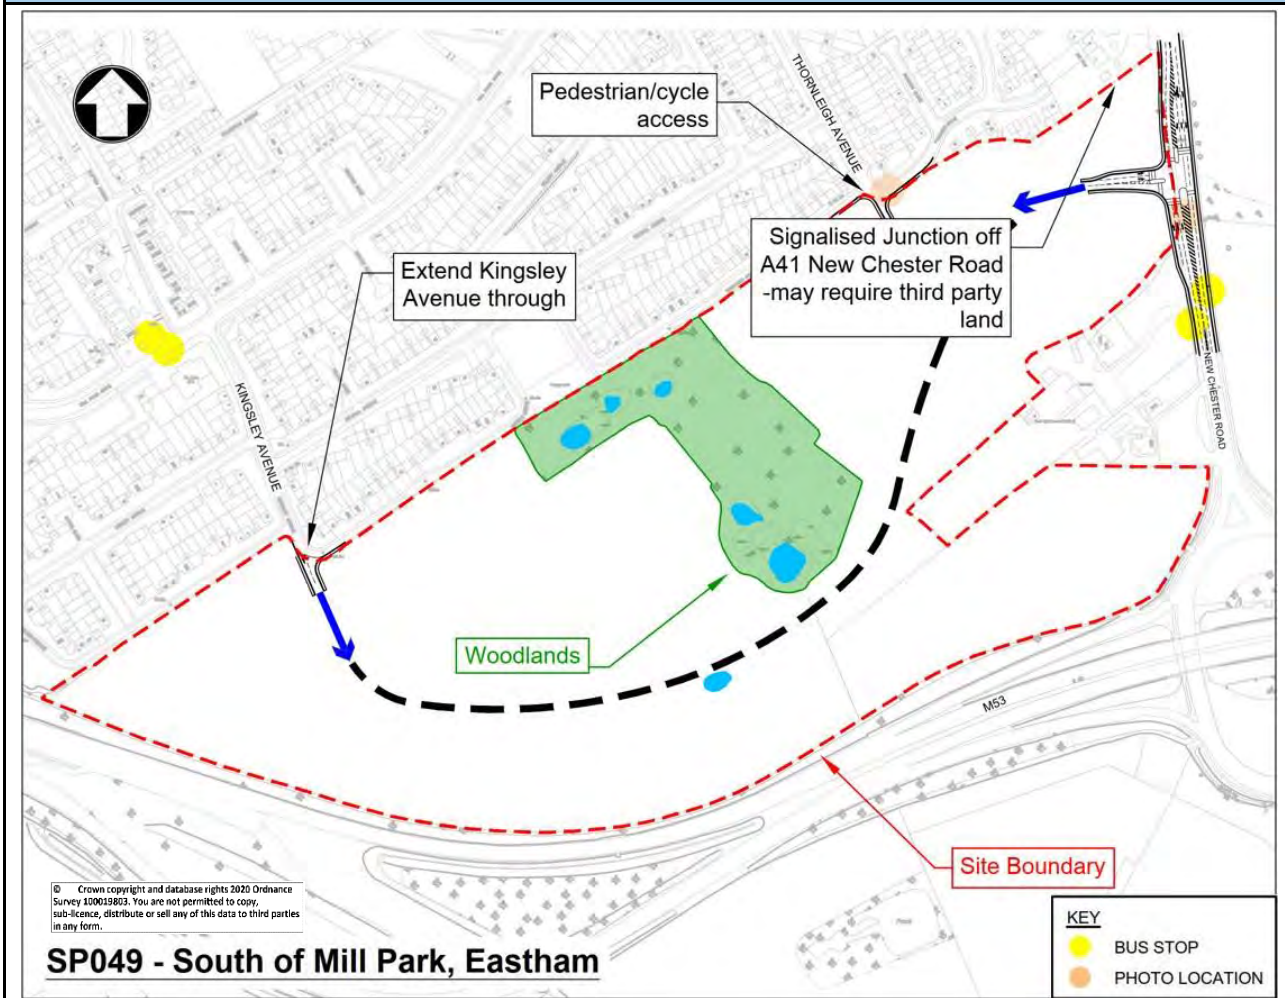 THORNLEIGH AVENUE
Pedestrian/cycle
access
Signalised Junction off
A41 New Chester Road
-may require third party
land
Extend Kingsley
Avenue through
KINGSLEY AVENUE
NEW CHESTER ROAD
Woodlands
M53
Site Boundary
© Crown copyright and database rights 2020 Ordnance
Survey 100019803. You are not permitted to copy,
sub-licence, distribute or sell any of this data to third parties
in any form.
SP049 - South of Mill Park, Eastham
KEY
BUS STOP
PHOTO LOCATION